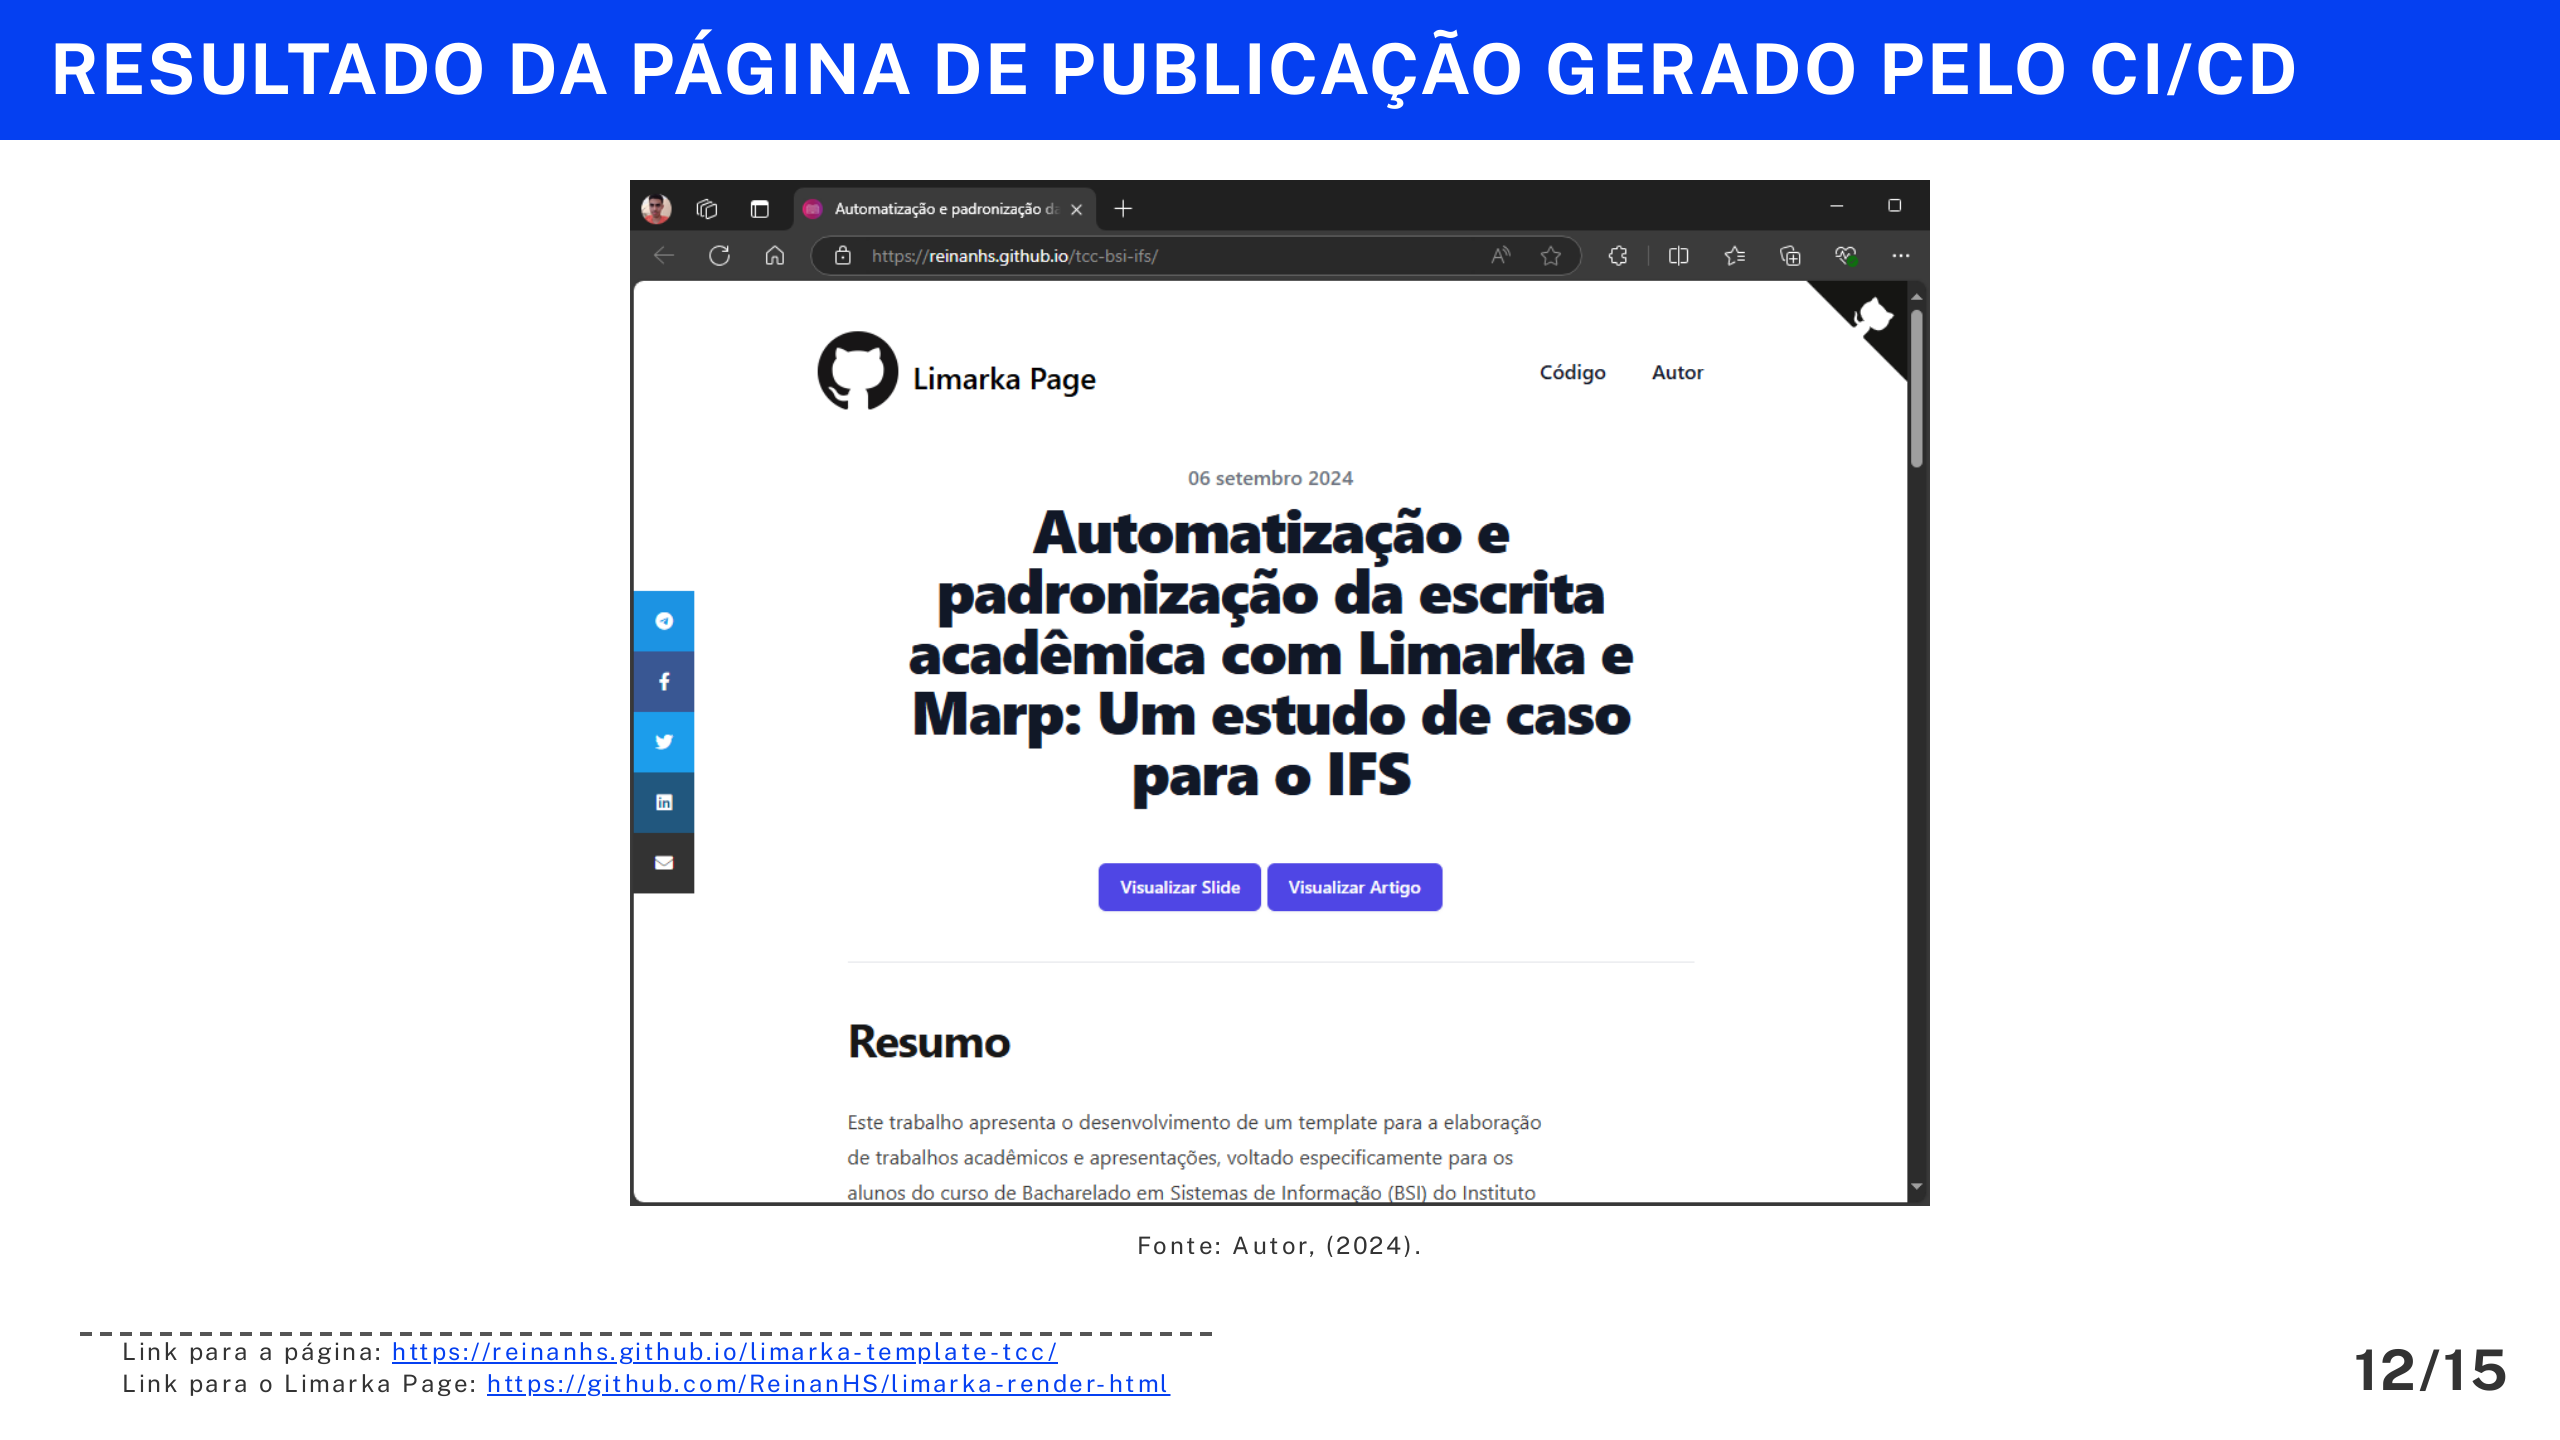 RESULTADO DA PÁGINA DE PUBLICAÇÃO GERADO PELO CI/CD
Automatização e padronização da
https://reinanhs.github.io/tcc-bsi-ifs/
Limarka Page
Código
Autor
06 setembro 2024
Automatização e
padronização da escrita
acadêmica com Limarka e
Marp: Um estudo de caso
para o IFS
Visualizar Slide
Visualizar Artigo
Resumo
Este trabalho apresenta o desenvolvimento de um template para a elaboração
de trabalhos acadêmicos e apresentações, voltado especificamente para os
alunos do curso de Bacharelado em Sistemas de Informação (BSI) do Instituto
Fonte: Autor, (2024).
Link para a página: https://reinanhs.github.io/limarka-template-tcc/
Link para o Limarka Page: https://github.com/ReinanHS/limarka-render-html
12/15